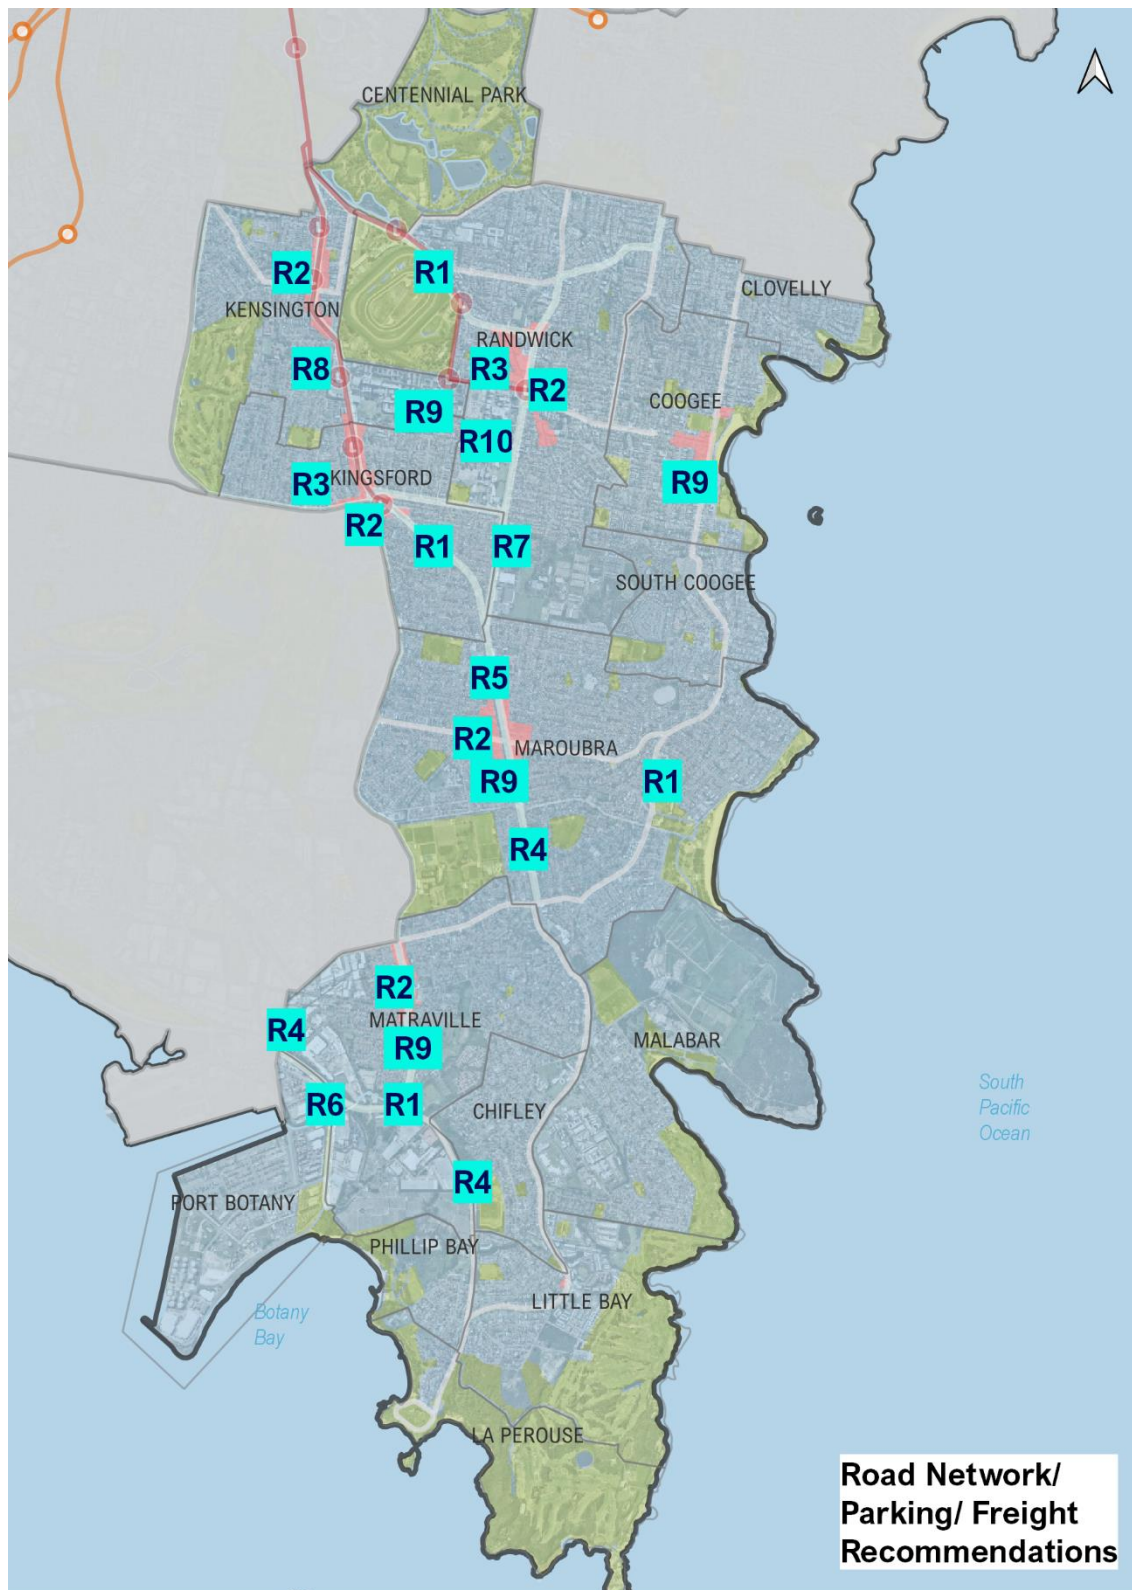 CENTENNIAL PARK
R2
R1
CLOVELLY
KENSINGTON
RANDWICK
R8
R3
R2
COOGEE
R9
R10
R3
KINGSFORD
R9
R2
R1
R7
SOUTH COOGEE
R5
R2
MAROUBRA
R9
R1
R4
R2
MATRAVILLE
R4
R9
MALABAR
South
Pacific
Ocean
R6
R1
CHIFLEY
R4
PORT BOTANY
PHILLIP BAY
LITTLE BAY
Botany
Bay
LA PEROUSE
Road Network/
Parking/ Freight
Recommendations